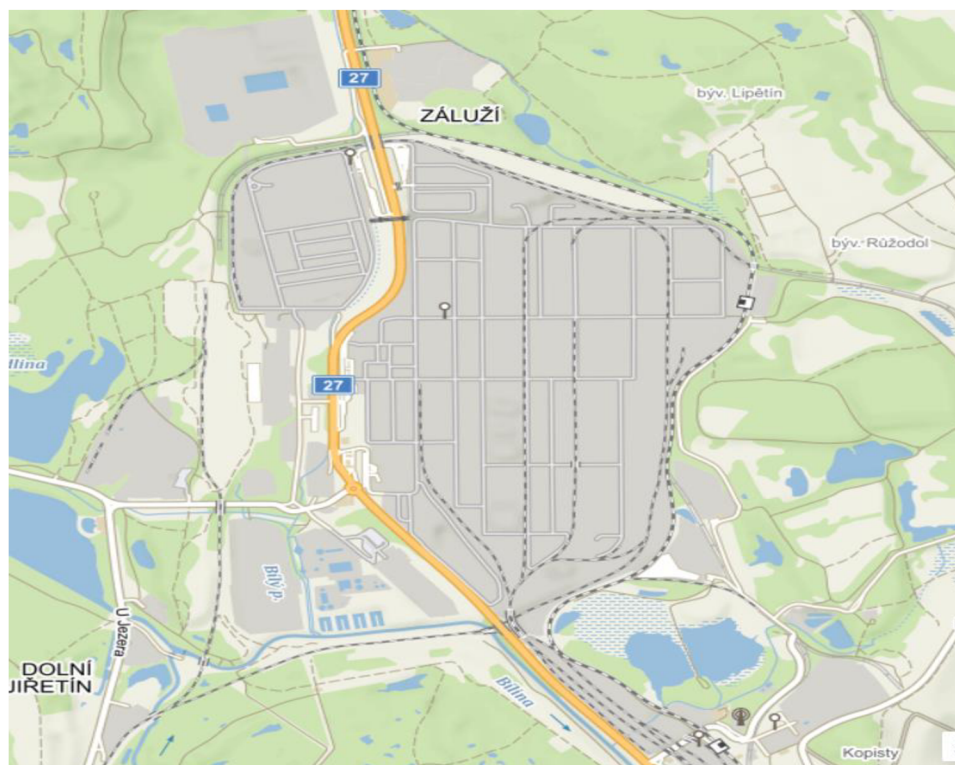 27
ZÁLUŽÍ
býv. Lipětín
býv. Růžodol
27
Bílý p.
U Jezera
DOLNÍ
JIŘETÍN
Bílina
Kopisty